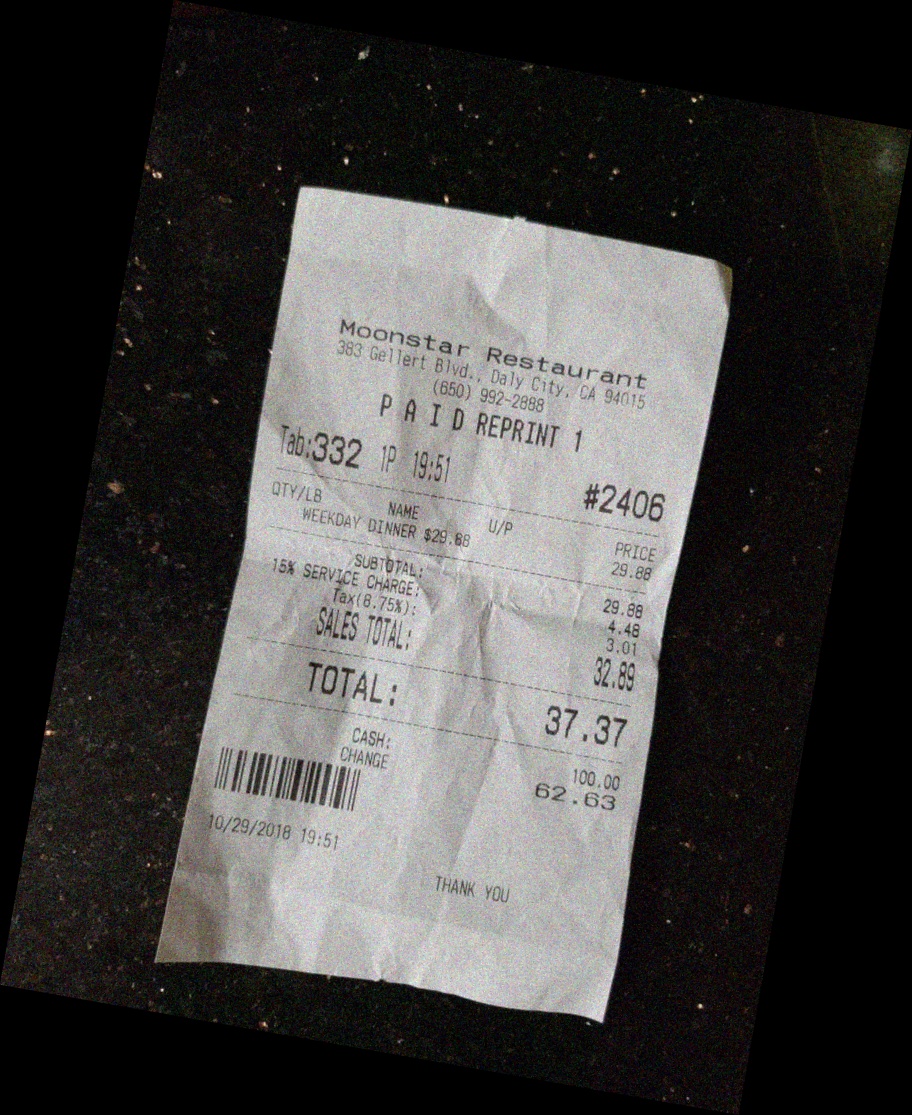 Moonstar Restaurant
383 Gellert Blvd., Daly City, CA 94015
(650) 992-2888
P A I D REPRINT 1
Tab:332 1P 19:51 #2406
QTY/LB NAME U/P PRICE
WEEKDAY DINNER $29.88 29.88
SUBTOTAL: 29.88
15% SERVICE CHARGE: 4.48
Tax(8.75%): 3.01
SALES TOTAL: 32.89
TOTAL: 37.37
CASH: 100.00
CHANGE 62.63
10/29/2018 19:51
THANK YOU